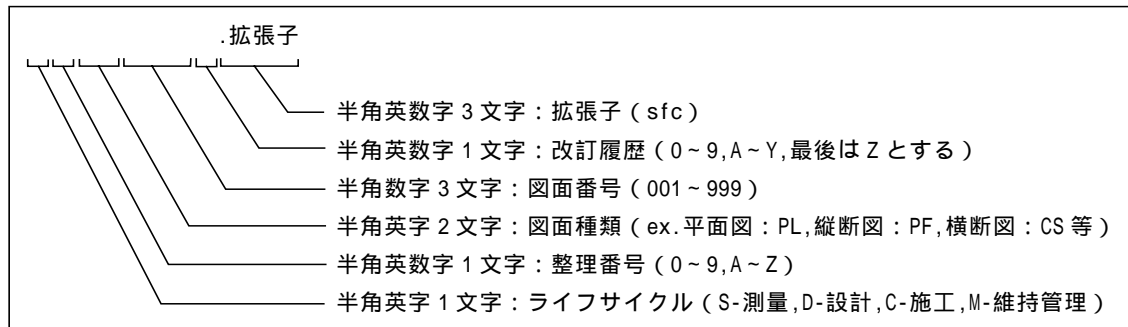 .拡張子
半角英数字3文字:拡張子(sfc)
半角英数字1文字:改訂履歴(0~9,A~Y,最後はZとする)
半角数字3文字:図面番号(001~999)
半角英字2文字:図面種類(ex.平面図:PL,縦断図:PF,横断図:CS等)
半角英数字1文字:整理番号(0~9,A~Z)
半角英字1文字:ライフサイクル(S-測量,D-設計,C-施工,M-維持管理)